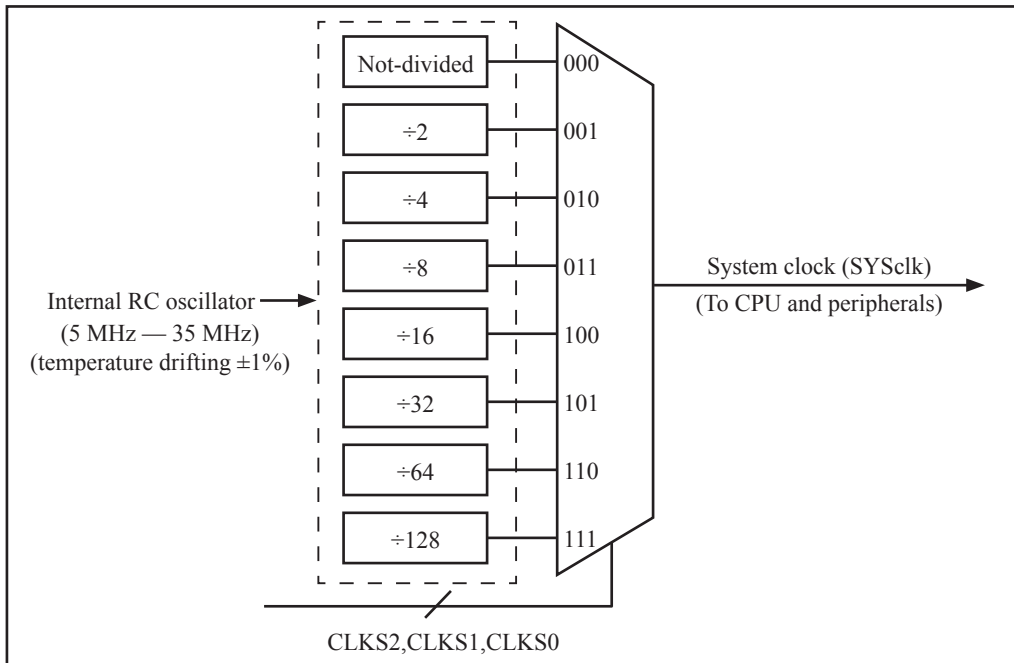 Not-divided
000
÷2
001
÷4
010
÷8
011
÷16
100
÷32
101
÷64
110
÷128
111
Internal RC oscillator
(5 MHz — 35 MHz)
(temperature drifting ±1%)
System clock (SYSclk)
(To CPU and peripherals)
CLKS2,CLKS1,CLKS0